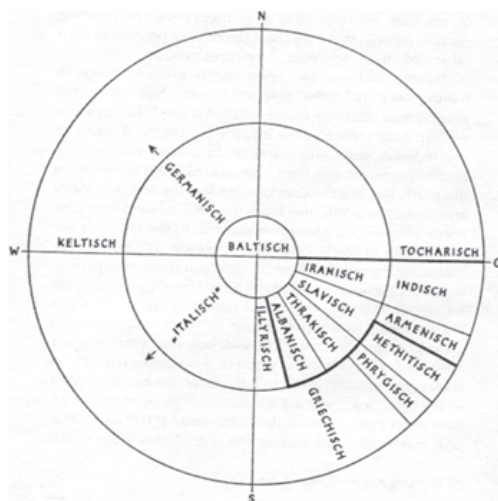 N
GERMANISCH
W
KELTISCH
BALTISCH
TOCHARISCH
O
IRANISCH
INDISCH
SLAVISCH
„ITALISCH"
THRAKISCH
ALBANISCH
ILLYRISCH
ARMENISCH
HETHITISCH
PHRYGISCH
GRIECHISCH
S